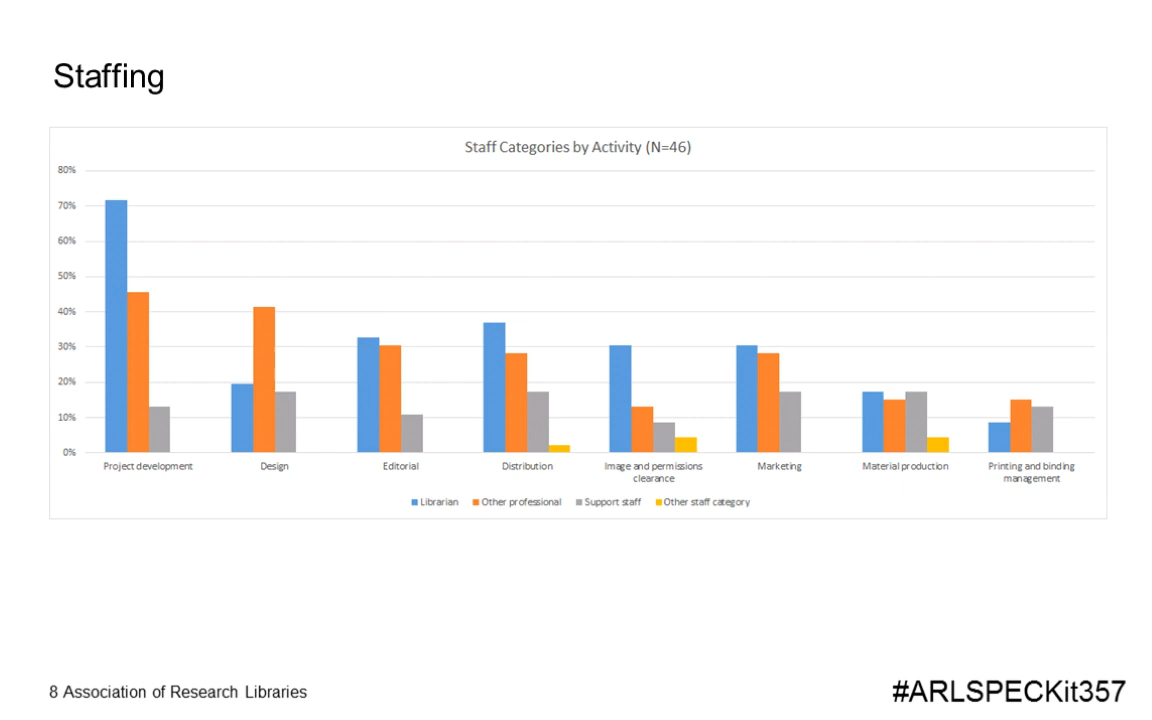 Staffing
Staff Categories by Activity (N=46)
80%
70%
60%
50%
40%
30%
20%
10%
0%
Project development
Design
Editorial
Distribution
Image and permissions
clearance
Marketing
Material production
Printing and binding
management
Librarian
Other professional
Support staff
Other staff category
8 Association of Research Libraries
#ARLSPECKit357